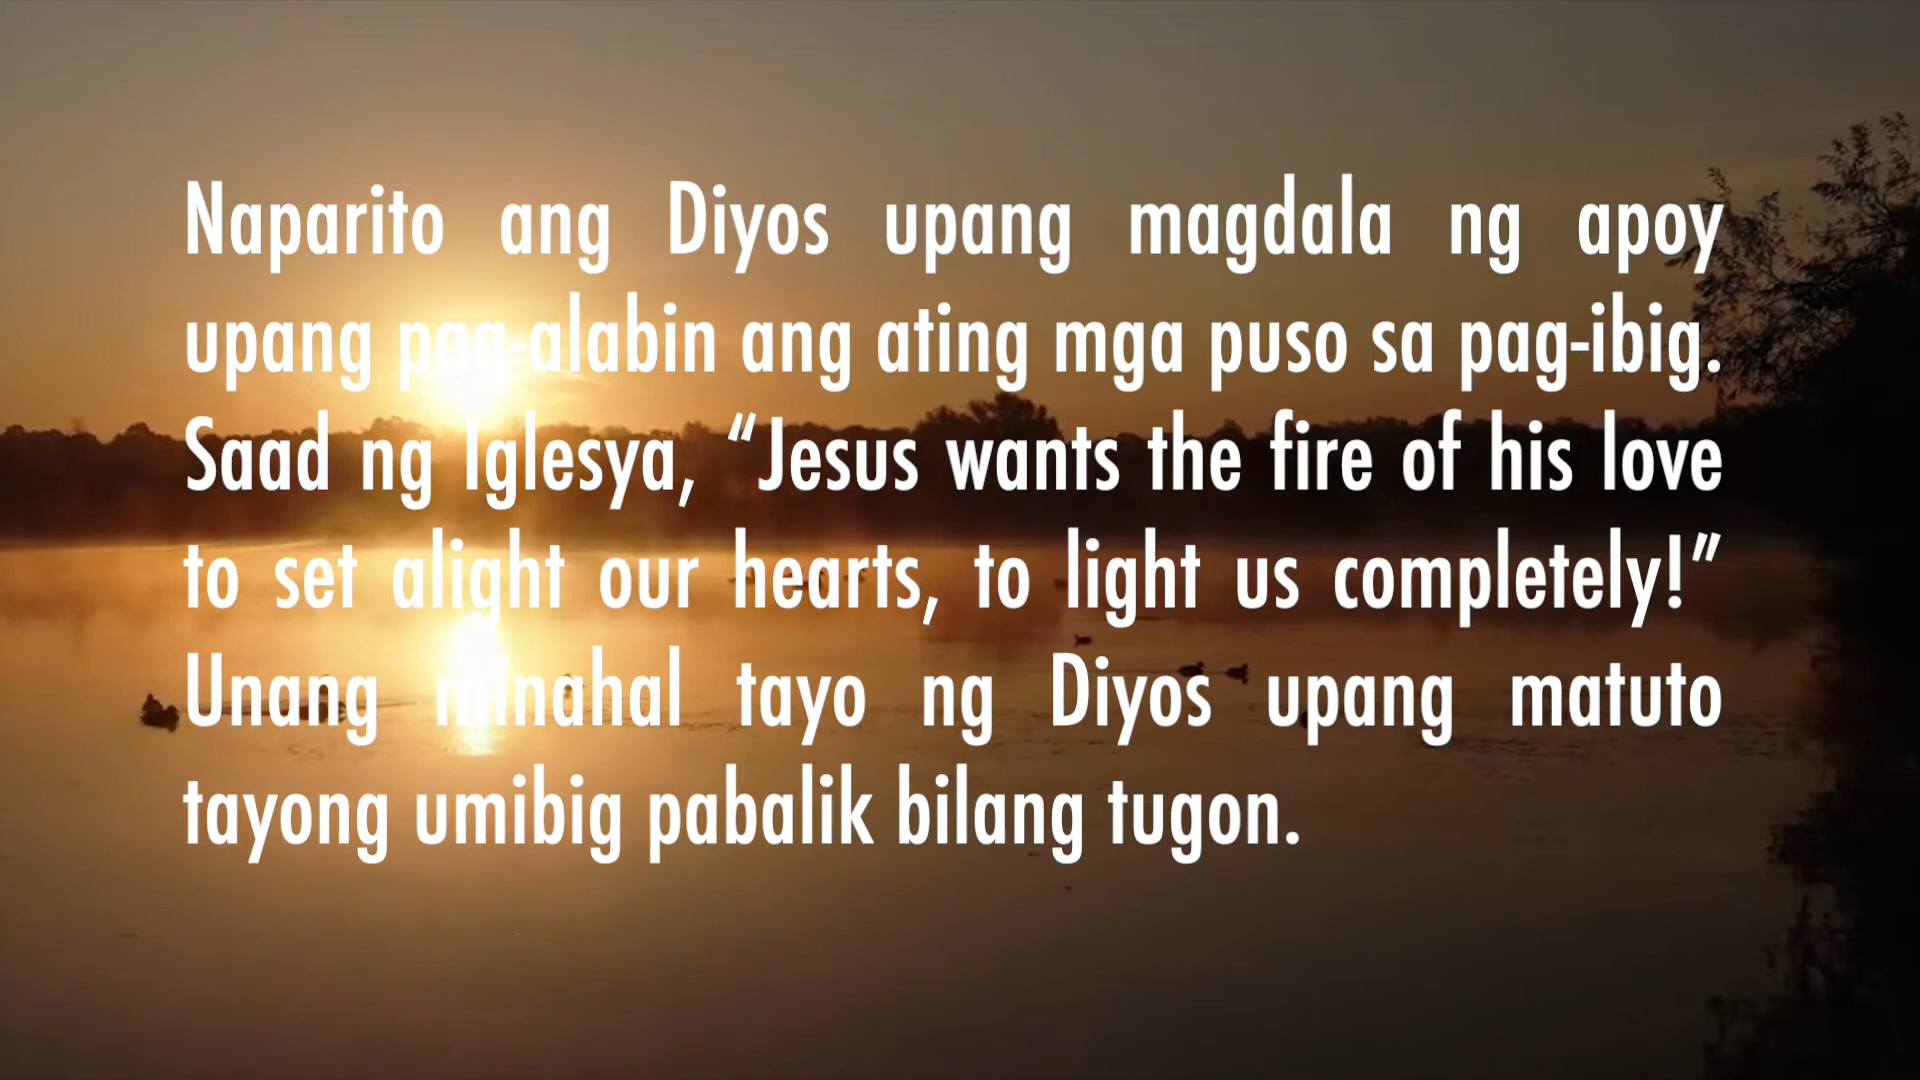 Naparito ang Diyos upang magdala ng apoy
upang pag-alabin ang ating mga puso sa pag-ibig.
Saad ng Iglesya, “Jesus wants the fire of his love
to set alight our hearts, to light us completely!”
Unang minahal tayo ng Diyos upang matuto
tayong umibig pabalik bilang tugon.